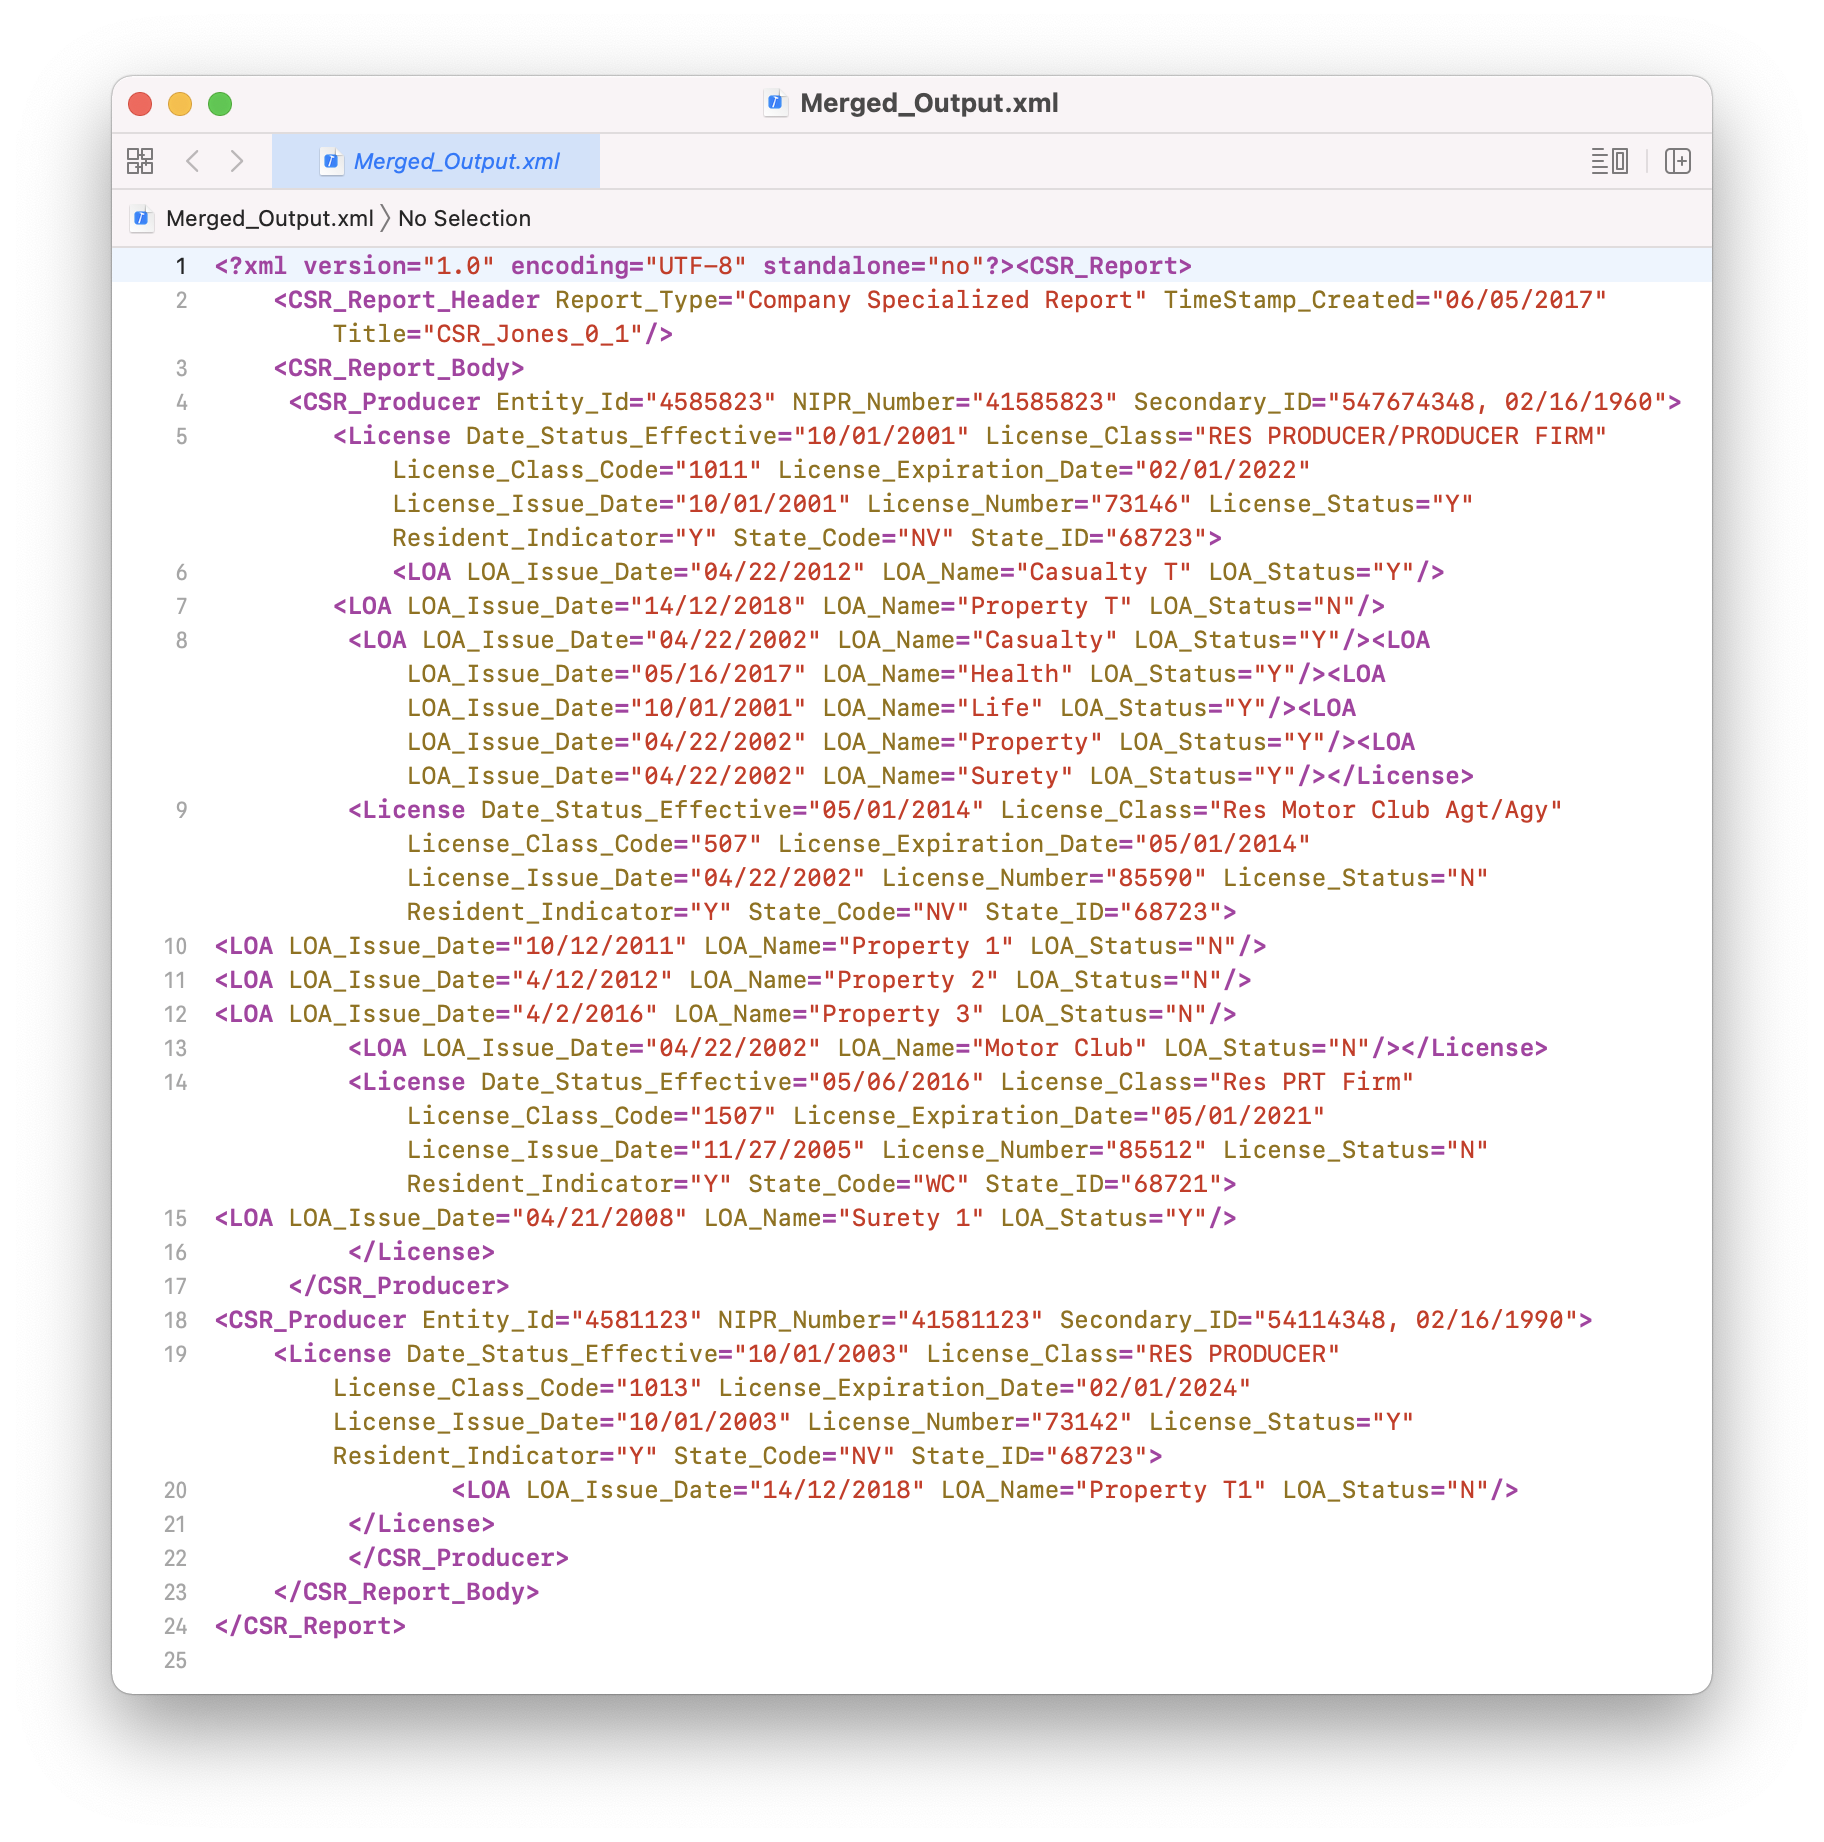 Merged_Output.xml
Merged_Output.xml
Merged_Output.xml 〉 No Selection
1 <?xml version="1.0" encoding="UTF-8" standalone="no"?><CSR_Report>
2 <CSR_Report_Header Report_Type="Company Specialized Report" TimeStamp_Created="06/05/2017"
Title="CSR_Jones_0_1"/>
3 <CSR_Report_Body>
4 <CSR_Producer Entity_Id="4585823" NIPR_Number="41585823" Secondary_ID="547674348, 02/16/1960">
5 <License Date_Status_Effective="10/01/2001" License_Class="RES PRODUCER/PRODUCER FIRM"
License_Class_Code="1011" License_Expiration_Date="02/01/2022"
License_Issue_Date="10/01/2001" License_Number="73146" License_Status="Y"
Resident_Indicator="Y" State_Code="NV" State_ID="68723">
6 <LOA LOA_Issue_Date="04/22/2012" LOA_Name="Casualty T" LOA_Status="Y"/>
7 <LOA LOA_Issue_Date="14/12/2018" LOA_Name="Property T" LOA_Status="N"/>
8 <LOA LOA_Issue_Date="04/22/2002" LOA_Name="Casualty" LOA_Status="Y"/><LOA
LOA_Issue_Date="05/16/2017" LOA_Name="Health" LOA_Status="Y"/><LOA
LOA_Issue_Date="10/01/2001" LOA_Name="Life" LOA_Status="Y"/><LOA
LOA_Issue_Date="04/22/2002" LOA_Name="Property" LOA_Status="Y"/><LOA
LOA_Issue_Date="04/22/2002" LOA_Name="Surety" LOA_Status="Y"/></License>
9 <License Date_Status_Effective="05/01/2014" License_Class="Res Motor Club Agt/Agy"
License_Class_Code="507" License_Expiration_Date="05/01/2014"
License_Issue_Date="04/22/2002" License_Number="85590" License_Status="N"
Resident_Indicator="Y" State_Code="NV" State_ID="68723">
10 <LOA LOA_Issue_Date="10/12/2011" LOA_Name="Property 1" LOA_Status="N"/>
11 <LOA LOA_Issue_Date="4/12/2012" LOA_Name="Property 2" LOA_Status="N"/>
12 <LOA LOA_Issue_Date="4/2/2016" LOA_Name="Property 3" LOA_Status="N"/>
13 <LOA LOA_Issue_Date="04/22/2002" LOA_Name="Motor Club" LOA_Status="N"/></License>
14 <License Date_Status_Effective="05/06/2016" License_Class="Res PRT Firm"
License_Class_Code="1507" License_Expiration_Date="05/01/2021"
License_Issue_Date="11/27/2005" License_Number="85512" License_Status="N"
Resident_Indicator="Y" State_Code="WC" State_ID="68721">
15 <LOA LOA_Issue_Date="04/21/2008" LOA_Name="Surety 1" LOA_Status="Y"/>
16 </License>
17 </CSR_Producer>
18 <CSR_Producer Entity_Id="4581123" NIPR_Number="41581123" Secondary_ID="54114348, 02/16/1990">
19 <License Date_Status_Effective="10/01/2003" License_Class="RES PRODUCER"
License_Class_Code="1013" License_Expiration_Date="02/01/2024"
License_Issue_Date="10/01/2003" License_Number="73142" License_Status="Y"
Resident_Indicator="Y" State_Code="NV" State_ID="68723">
20 <LOA LOA_Issue_Date="14/12/2018" LOA_Name="Property T1" LOA_Status="N"/>
21 </License>
22 </CSR_Producer>
23 </CSR_Report_Body>
24 </CSR_Report>
25